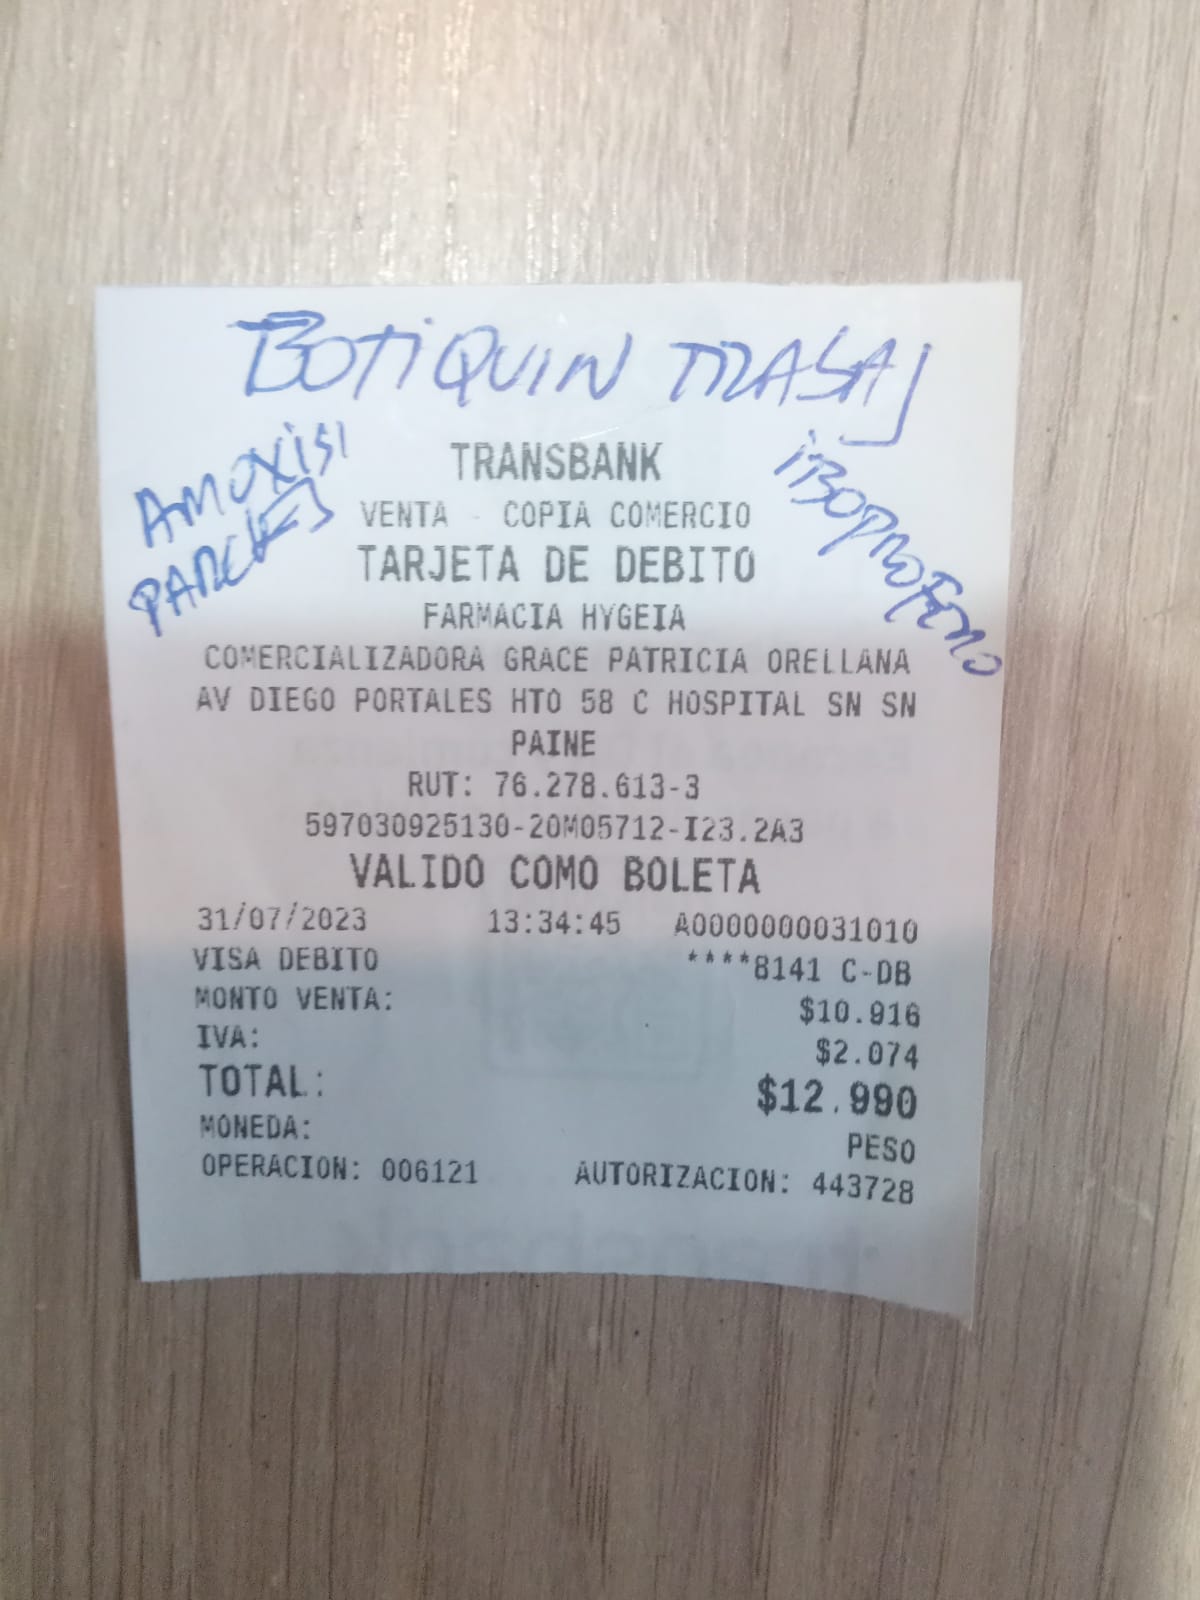 BOTIQUIN TRASAJ
AMOXISI
PARCHES
IBOPROFENO
TRANSBANK
VENTA - COPIA COMERCIO
TARJETA DE DEBITO
FARMACIA HYGEIA
COMERCIALIZADORA GRACE PATRICIA ORELLANA
AV DIEGO PORTALES HTO 58 C HOSPITAL SN SN
PAINE
RUT: 76.278.613-3
597030925130-20M05712-I23.2A3
VALIDO COMO BOLETA
31/07/2023 13:34:45 A0000000031010
VISA DEBITO ****8141 C-DB
MONTO VENTA: $10.916
IVA: $2.074
TOTAL: $12.990
MONEDA: PESO
OPERACION: 006121 AUTORIZACION: 443728